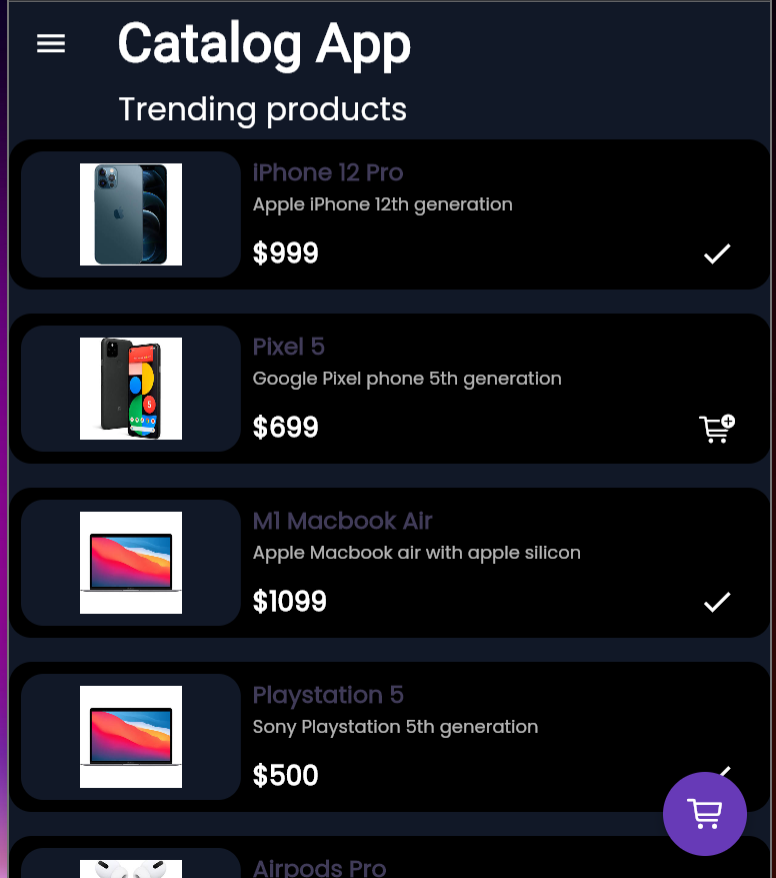 Catalog App
Trending products
iPhone 12 Pro
Apple iPhone 12th generation
$999
Pixel 5
Google Pixel phone 5th generation
$699
M1 Macbook Air
Apple Macbook air with apple silicon
$1099
Playstation 5
Sony Playstation 5th generation
$500
Airpods Pro